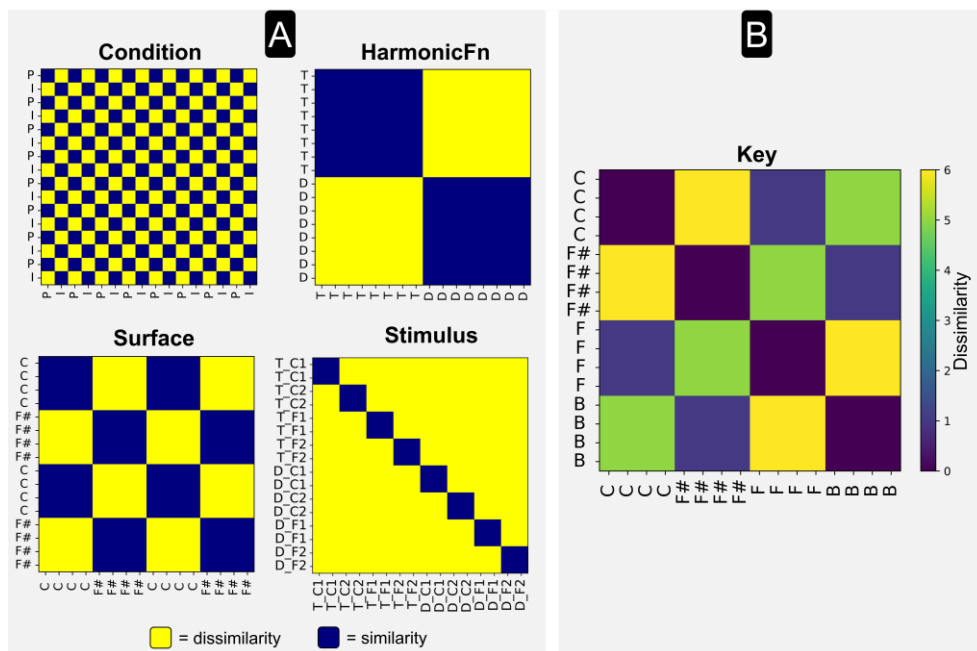 A
B
Condition
P
I
P
I
P
I
P
I
P
I
P
I
P
I
P
I
P I P I P I P I P I P I P I P I
HarmonicFn
T
T
T
T
T
T
T
T
D
D
D
D
D
D
D
D
T T T T T T T T D D D D D D D D
Surface
C
C
C
C
F#
F#
F#
F#
C
C
C
C
F#
F#
F#
F#
C C C C F# F# F# F# C C C C F# F# F# F#
Stimulus
T_C1
T_C1
T_C2
T_C2
T_F1
T_F1
T_F2
T_F2
D_C1
D_C1
D_C2
D_C2
D_F1
D_F1
D_F2
D_F2
T_C1 T_C1 T_C2 T_C2 T_F1 T_F1 T_F2 T_F2 D_C1 D_C1 D_C2 D_C2 D_F1 D_F1 D_F2 D_F2
= dissimilarity
= similarity
Key
C
C
C
C
F#
F#
F#
F#
F
F
F
F
B
B
B
B
C C C C F# F# F# F# F F F F B B B B
6
5
4
3
2
1
0
Dissimilarity